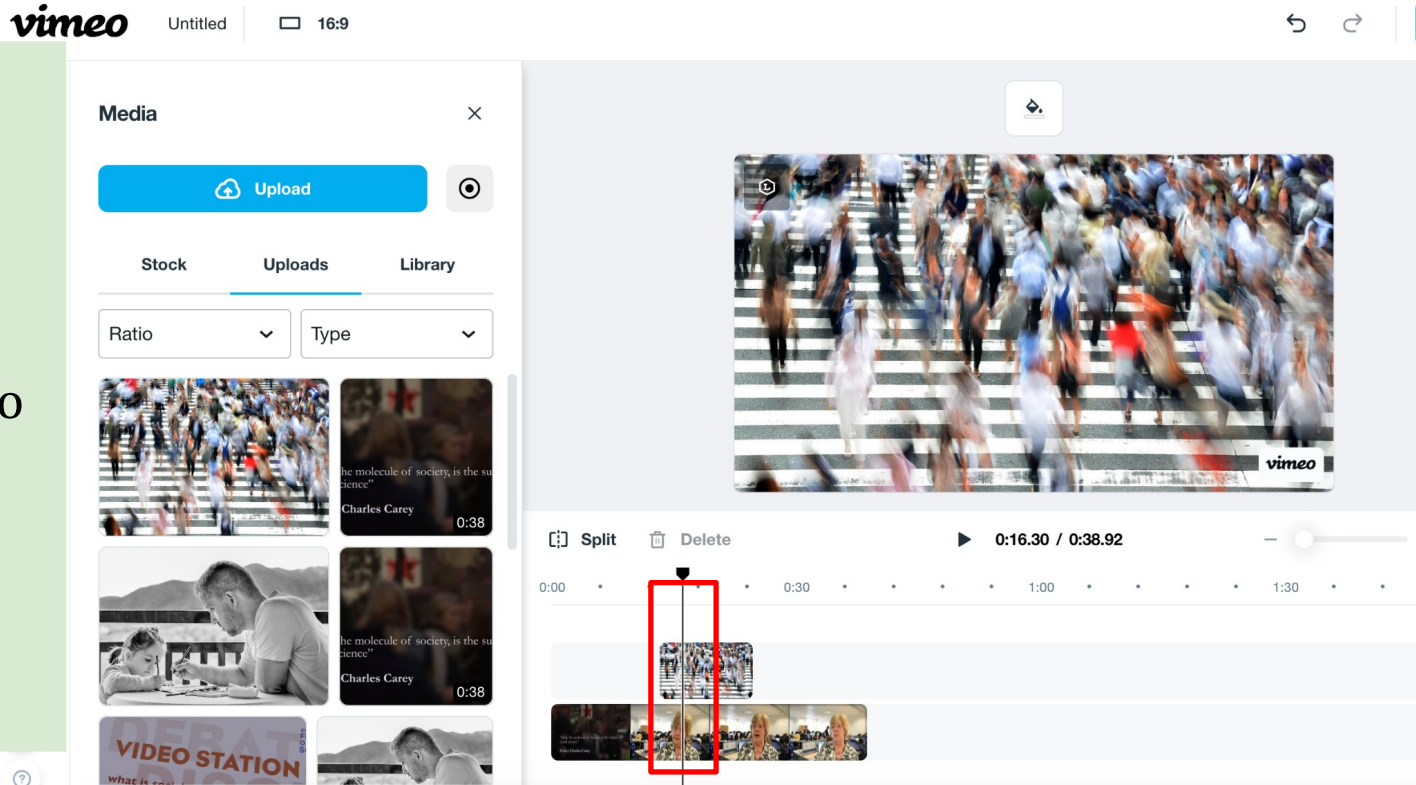 vimeo Untitled 16:9
Media
Upload
Stock Uploads Library
Ratio Type
he molecule of society, is the su
cience”
Charles Carey
0:38
he molecule of society, is the su
cience”
Charles Carey
0:38
VIDEO STATION
o
vimeo
Split Delete 0:16.30 / 0:38.92
0:00 0:30 1:00 1:30